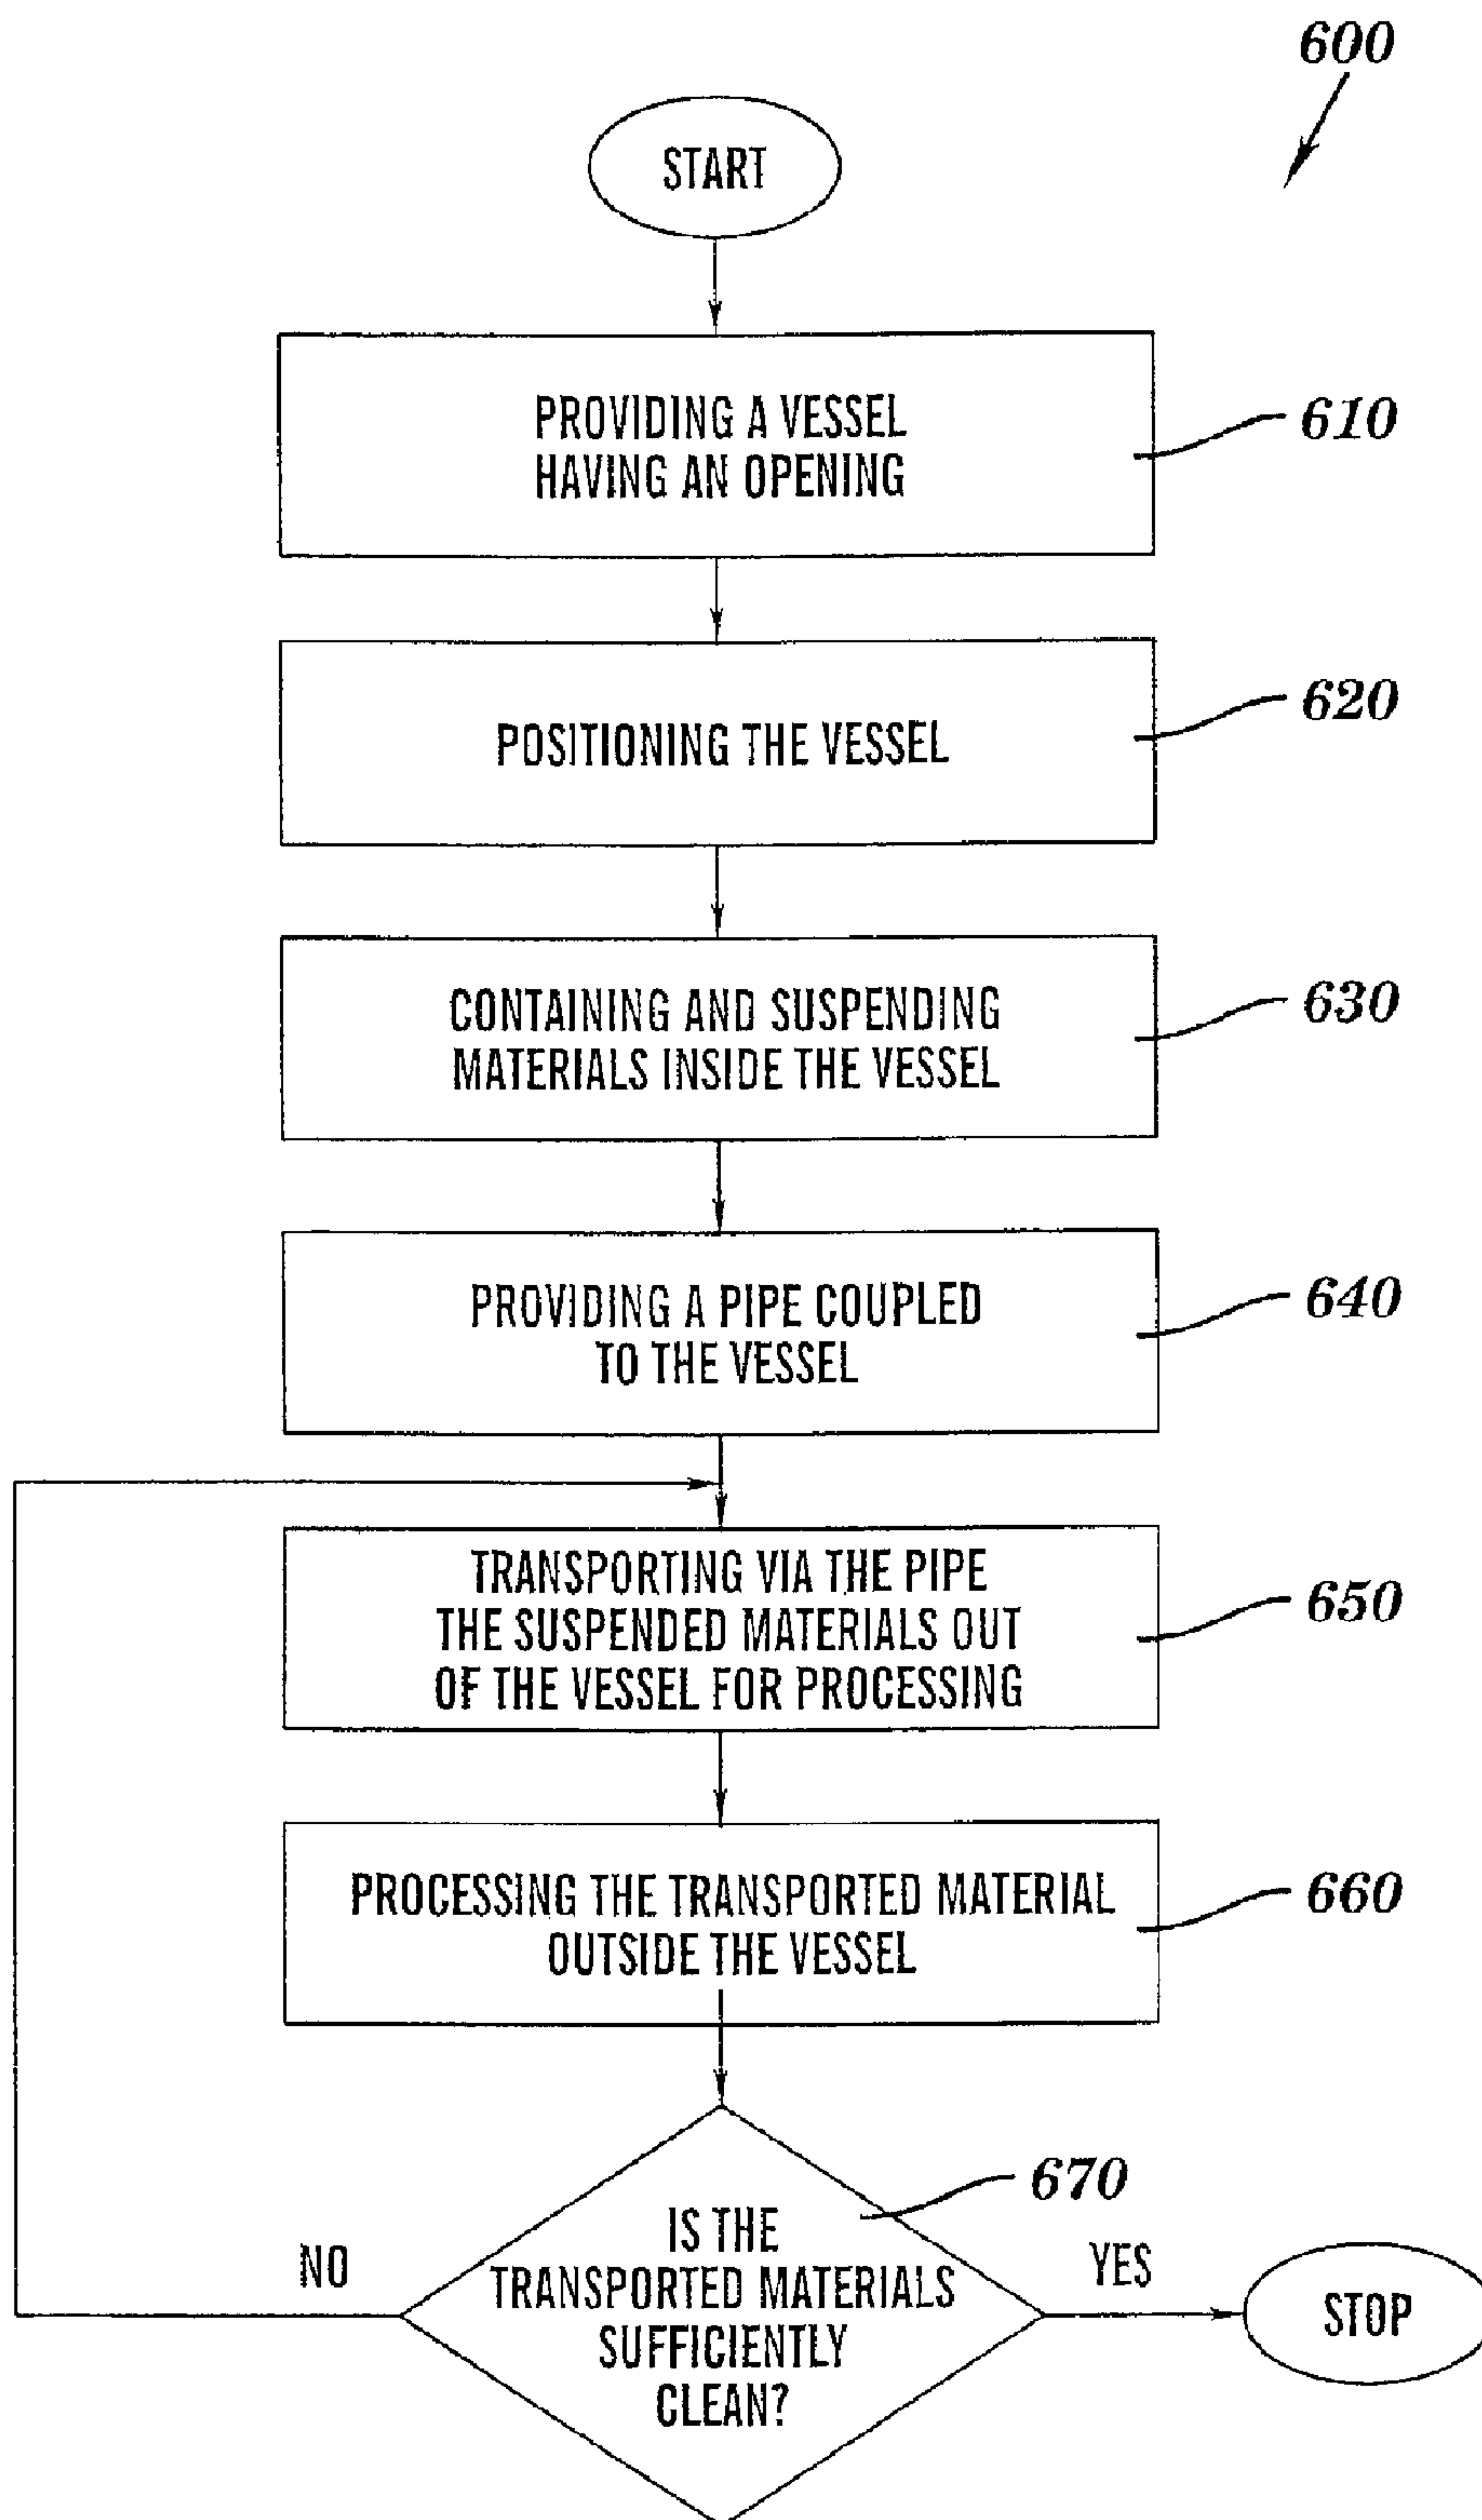 600
START
PROVIDING A VESSEL
HAVING AN OPENING
610
POSITIONING THE VESSEL
620
CONTAINING AND SUSPENDING
MATERIALS INSIDE THE VESSEL
630
PROVIDING A PIPE COUPLED
TO THE VESSEL
640
TRANSPORTING VIA THE PIPE
THE SUSPENDED MATERIALS OUT
OF THE VESSEL FOR PROCESSING
650
PROCESSING THE TRANSPORTED MATERIAL
OUTSIDE THE VESSEL
660
670
IS THE
TRANSPORTED MATERIALS
SUFFICIENTLY
CLEAN?
NO
YES
STOP